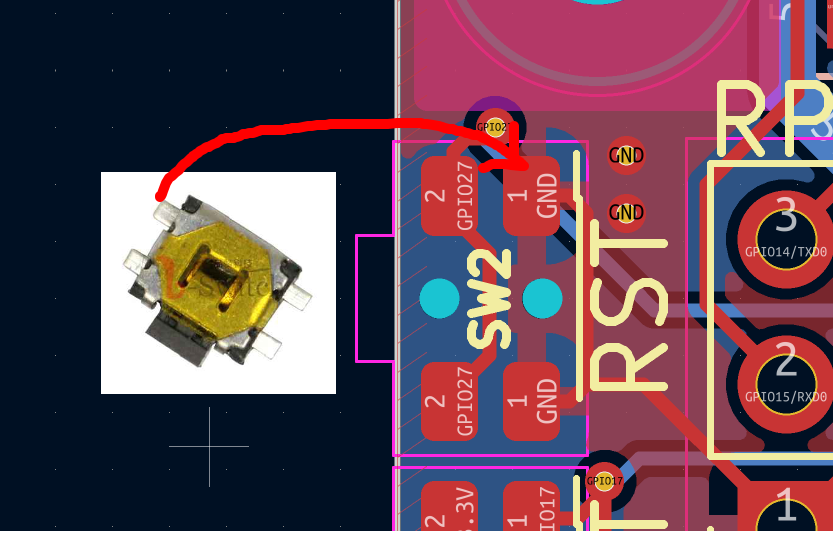 RP
GPIO27
GND
GND
2
GPIO27
1
GND
SW2
RST
3
GPIO14/TXD0
2
GPIO15/RXD0
2
GPIO27
1
GND
GPIO17
2
3.3V
1
IO17
1